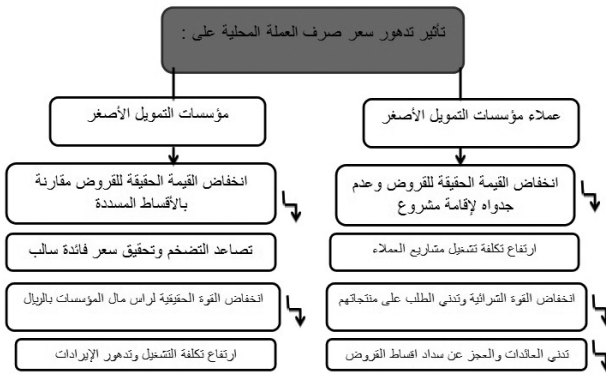 تأثير تدهور سعر صرف العملة المحلية على :
عملاء مؤسسات التمويل الأصغر
انخفاض القيمة الحقيقة للقروض وعدم
جدواه لإقامة مشروع
ارتفاع تكلفة تشغيل مشاريع العملاء
انخفاض القوة الشرائية وتدني الطلب على منتجاتهم
تدني العائدات والعجز عن سداد اقساط القروض
مؤسسات التمويل الأصغر
انخفاض القيمة الحقيقة للقروض مقارنة
بالأقساط المسددة
تصاعد التضخم وتحقيق سعر فائدة سالب
انخفاض القوة الحقيقية لراس مال المؤسسات بالريال
ارتفاع تكلفة التشغيل وتدهور الإيرادات